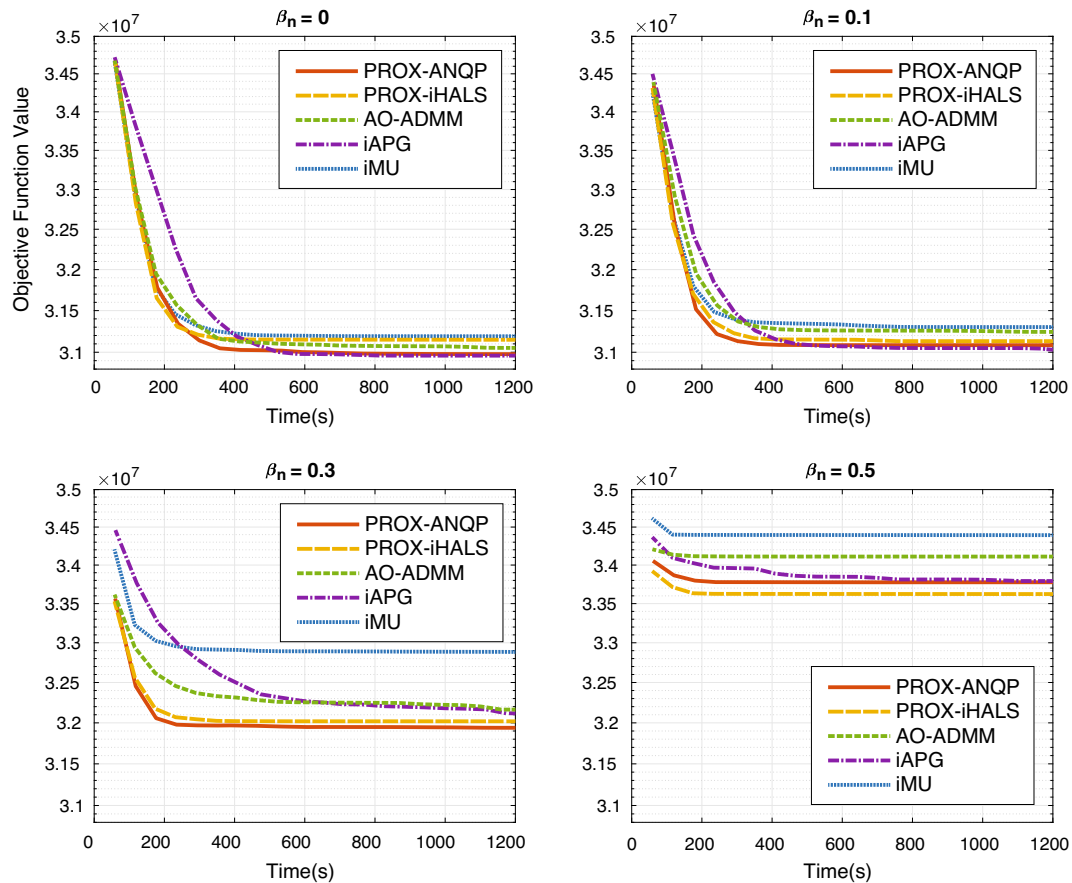 βn = 0
×10^7
3.5
3.45
3.4
3.35
3.3
3.25
3.2
3.15
3.1
Objective Function Value
PROX-ANQP
PROX-iHALS
AO-ADMM
iAPG
iMU
0 200 400 600 800 1000 1200
Time(s)
βn = 0.1
×10^7
3.5
3.45
3.4
3.35
3.3
3.25
3.2
3.15
3.1
PROX-ANQP
PROX-iHALS
AO-ADMM
iAPG
iMU
0 200 400 600 800 1000 1200
Time(s)
βn = 0.3
×10^7
3.5
3.45
3.4
3.35
3.3
3.25
3.2
3.15
3.1
PROX-ANQP
PROX-iHALS
AO-ADMM
iAPG
iMU
0 200 400 600 800 1000 1200
Time(s)
βn = 0.5
×10^7
3.5
3.45
3.4
3.35
3.3
3.25
3.2
3.15
3.1
PROX-ANQP
PROX-iHALS
AO-ADMM
iAPG
iMU
0 200 400 600 800 1000 1200
Time(s)